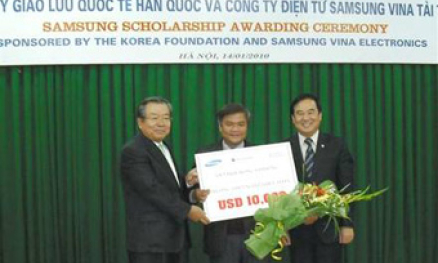 Y GIAO LƯU QUỐC TẾ HÀN QUỐC VÀ CÔNG TY ĐIỆN TỬ SAMSUNG VINA TÀI
SAMSUNG SCHOLARSHIP AWARDING CEREMONY
SPONSORED BY THE KOREA FOUNDATION AND SAMSUNG VINA ELECTRONICS
HÀ NỘI, 14/01/2010
SAMSUNG
USD 10,